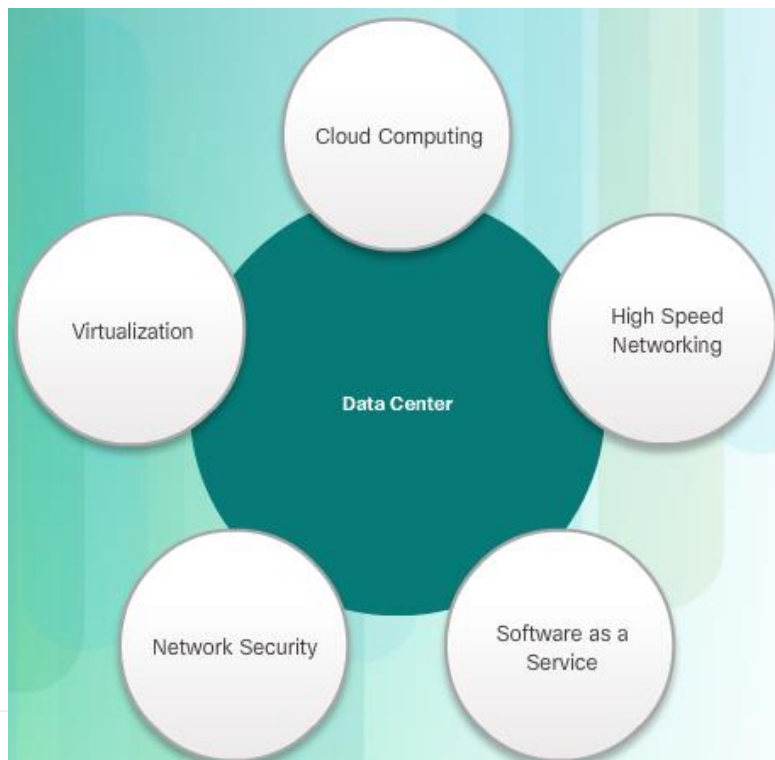 Cloud Computing
Virtualization
High Speed
Networking
Data Center
Network Security
Software as a
Service